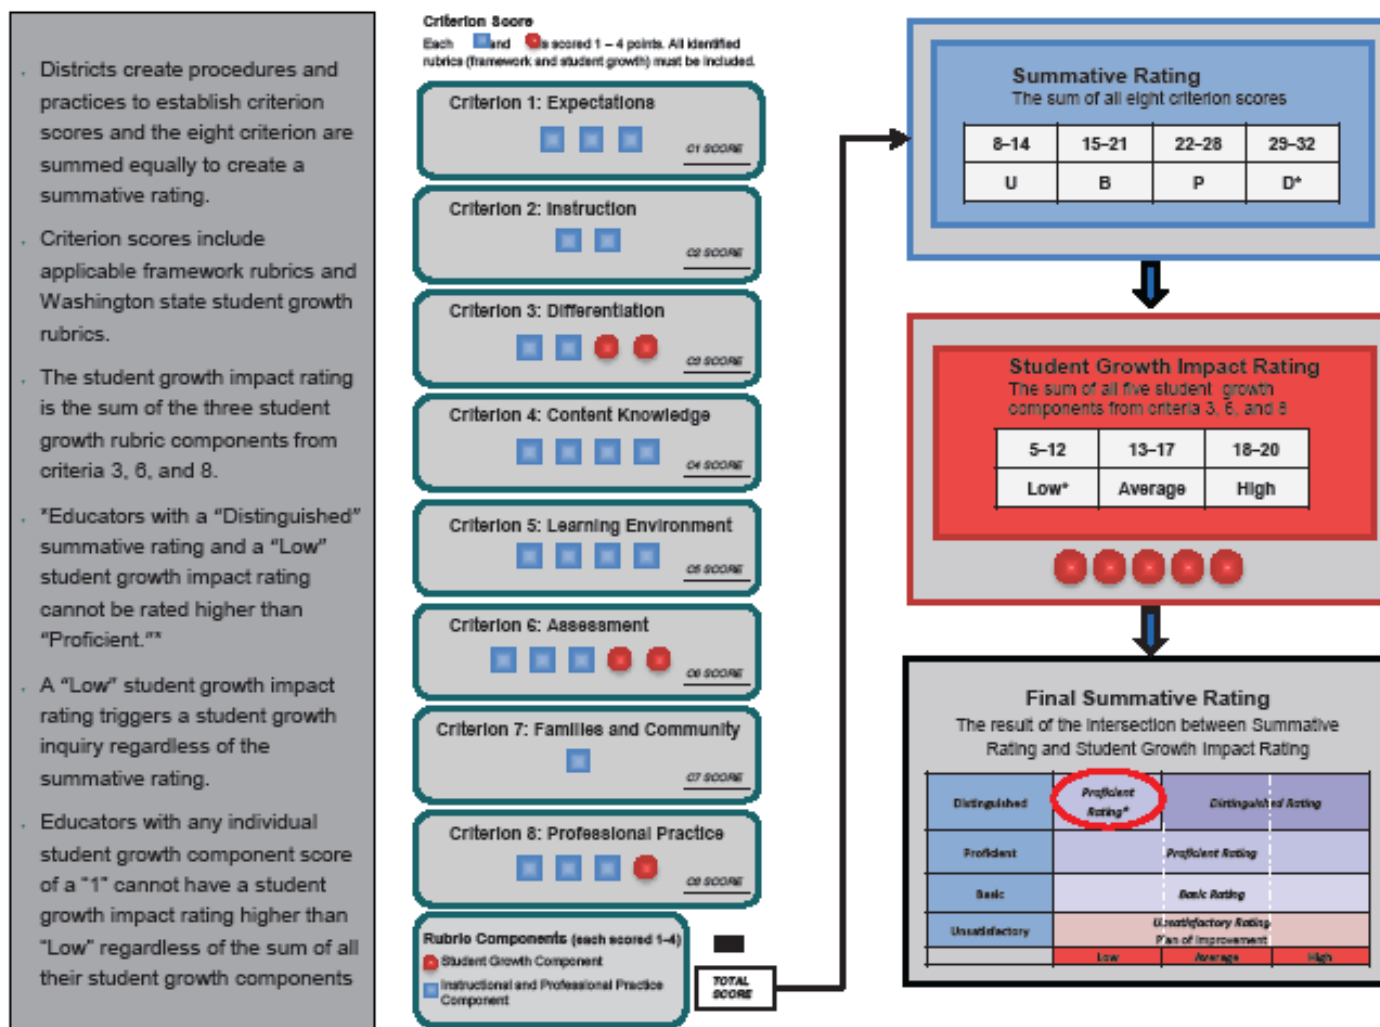 Districts create procedures and
practices to establish criterion
scores and the eight criterion are
summed equally to create a
summative rating.
Criterion scores include
applicable framework rubrics and
Washington state student growth
rubrics.
The student growth impact rating
is the sum of the three student
growth rubric components from
criteria 3, 6, and 8.
*Educators with a “Distinguished”
summative rating and a “Low”
student growth impact rating
cannot be rated higher than
“Proficient.”*
A “Low” student growth impact
rating triggers a student growth
inquiry regardless of the
summative rating.
Educators with any individual
student growth component score
of a "1" cannot have a student
growth impact rating higher than
"Low" regardless of the sum of all
their student growth components
Criterion Score
Each and is scored 1 – 4 points. All identified
rubrics (framework and student growth) must be included.
Criterion 1: Expectations
C1 SCORE
Criterion 2: Instruction
C2 SCORE
Criterion 3: Differentiation
C3 SCORE
Criterion 4: Content Knowledge
C4 SCORE
Criterion 5: Learning Environment
C5 SCORE
Criterion 6: Assessment
C6 SCORE
Criterion 7: Families and Community
C7 SCORE
Criterion 8: Professional Practice
C8 SCORE
Rubric Components (each scored 1-4)
Student Growth Component
Instructional and Professional Practice
Component
TOTAL
SCORE
Summative Rating
The sum of all eight criterion scores
8–14 15–21 22–28 29–32
U B P D*
Student Growth Impact Rating
The sum of all five student growth
components from criteria 3, 6, and 8
5–12 13–17 18–20
Low* Average High
Final Summative Rating
The result of the intersection between Summative
Rating and Student Growth Impact Rating
Distinguished Proficient Rating* Distinguished Rating
Proficient Proficient Rating
Basic Basic Rating
Unsatisfactory Unsatisfactory Rating
Plan of Improvement
Low Average High